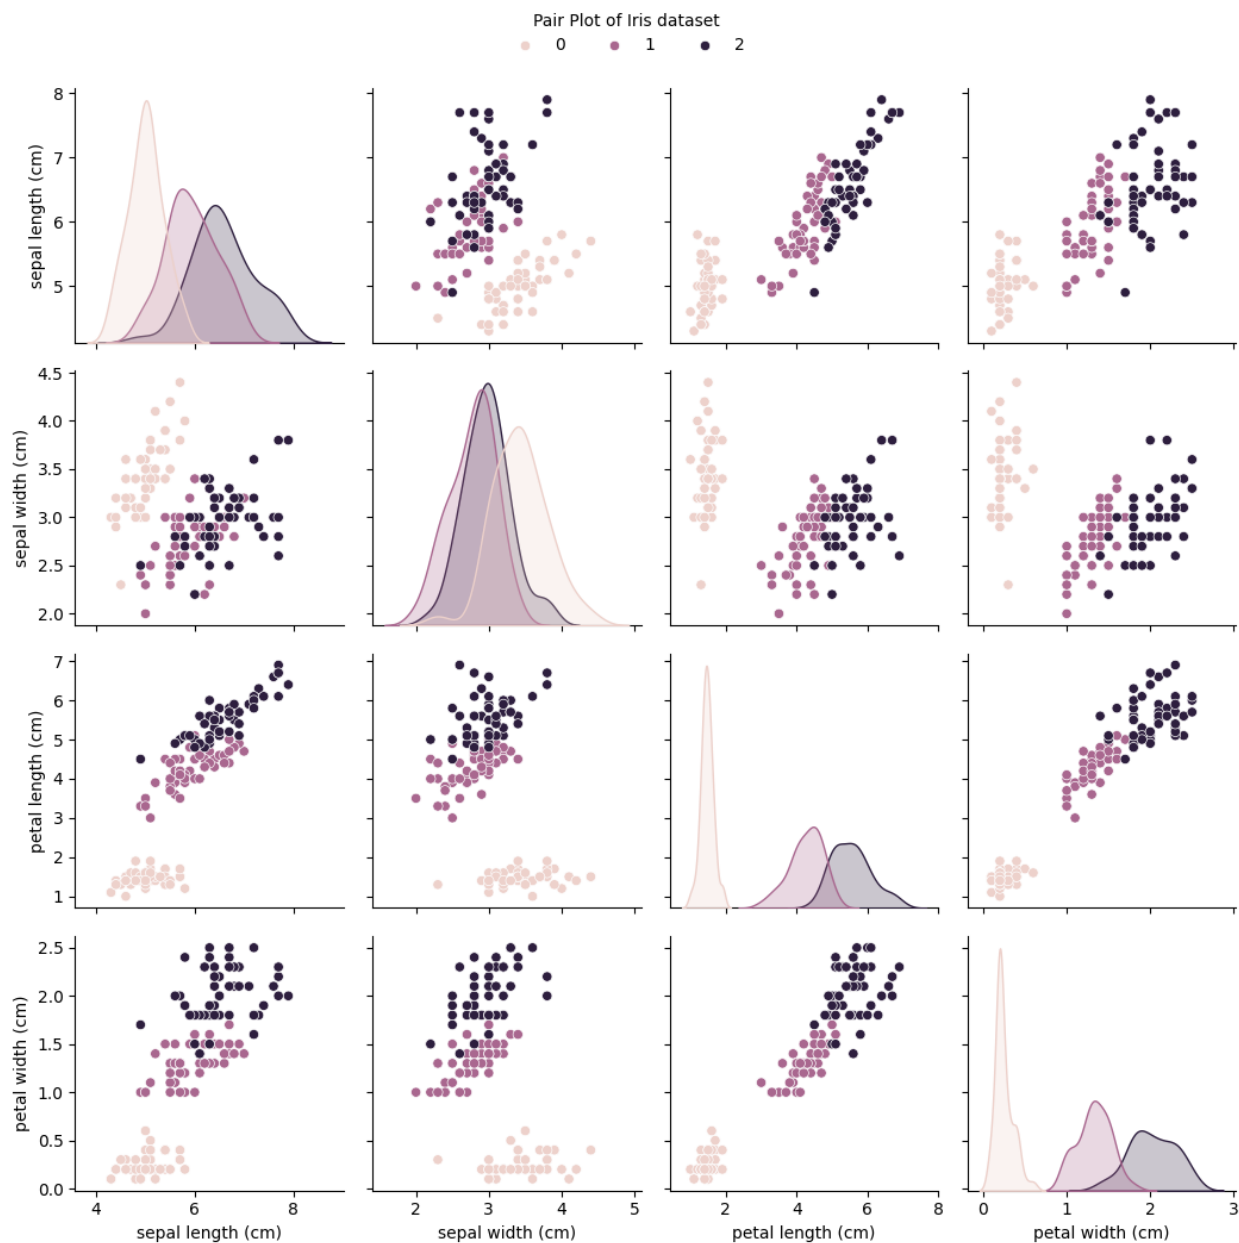 Pair Plot of Iris dataset
0 1 2
8
7
6
5
sepal length (cm)
4.5
4.0
3.5
3.0
2.5
2.0
sepal width (cm)
7
6
5
4
3
2
1
petal length (cm)
2.5
2.0
1.5
1.0
0.5
0.0
petal width (cm)
4 6 8
2 3 4 5
2 4 6 8
0 1 2 3
sepal length (cm)
sepal width (cm)
petal length (cm)
petal width (cm)